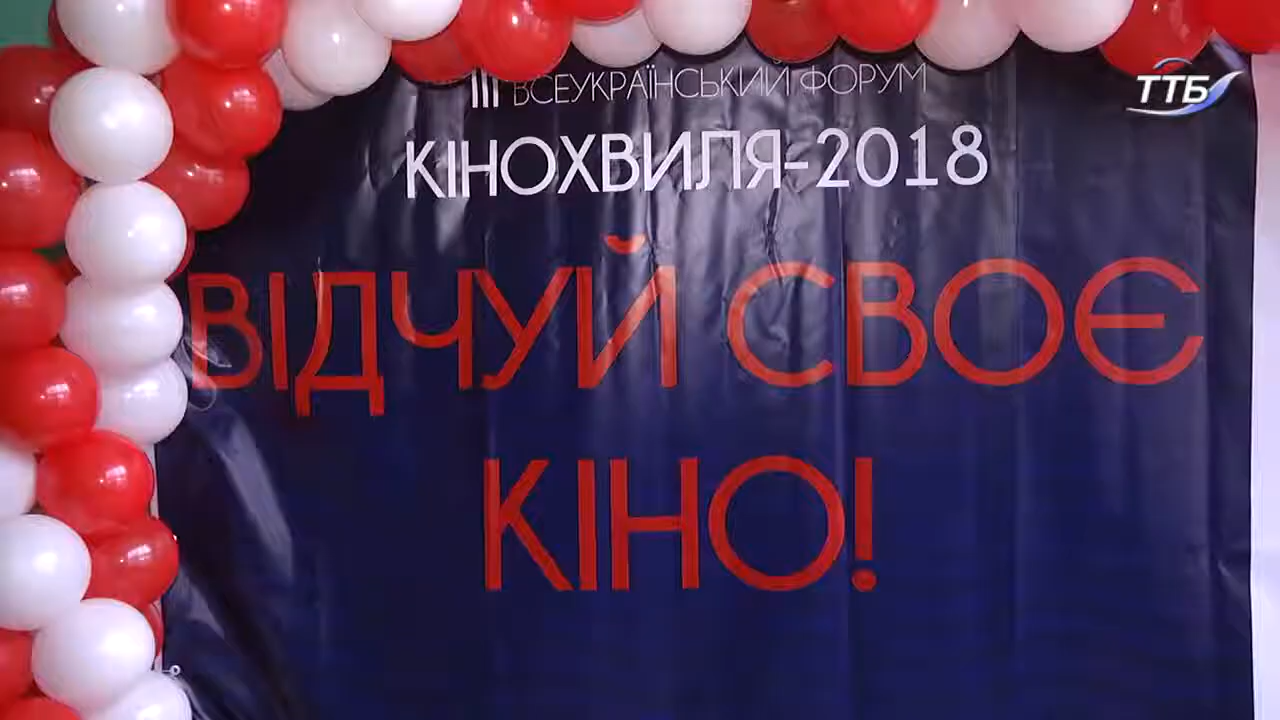 ТТБ
III ВСЕУКРАЇНСЬКИЙ ФОРУМ
КІНОХВИЛЯ-2018
ВІДЧУЙ СВОЄ
КІНО!